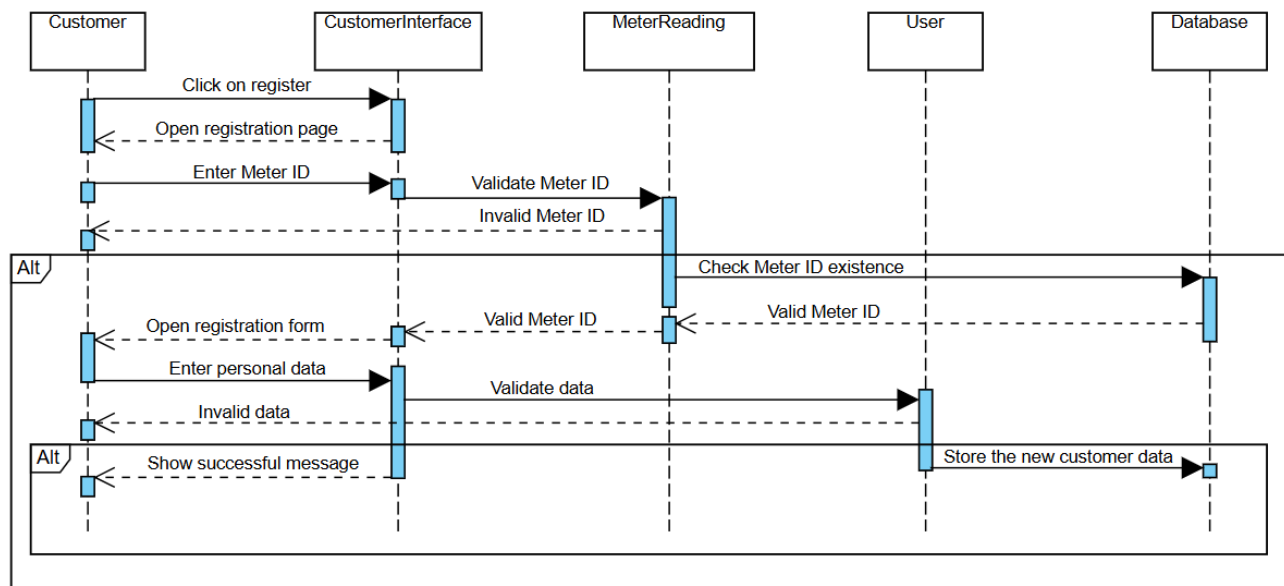 Customer
CustomerInterface
MeterReading
User
Database
Click on register
Open registration page
Enter Meter ID
Validate Meter ID
Invalid Meter ID
Alt
Check Meter ID existence
Valid Meter ID
Valid Meter ID
Open registration form
Enter personal data
Validate data
Invalid data
Alt
Show successful message
Store the new customer data